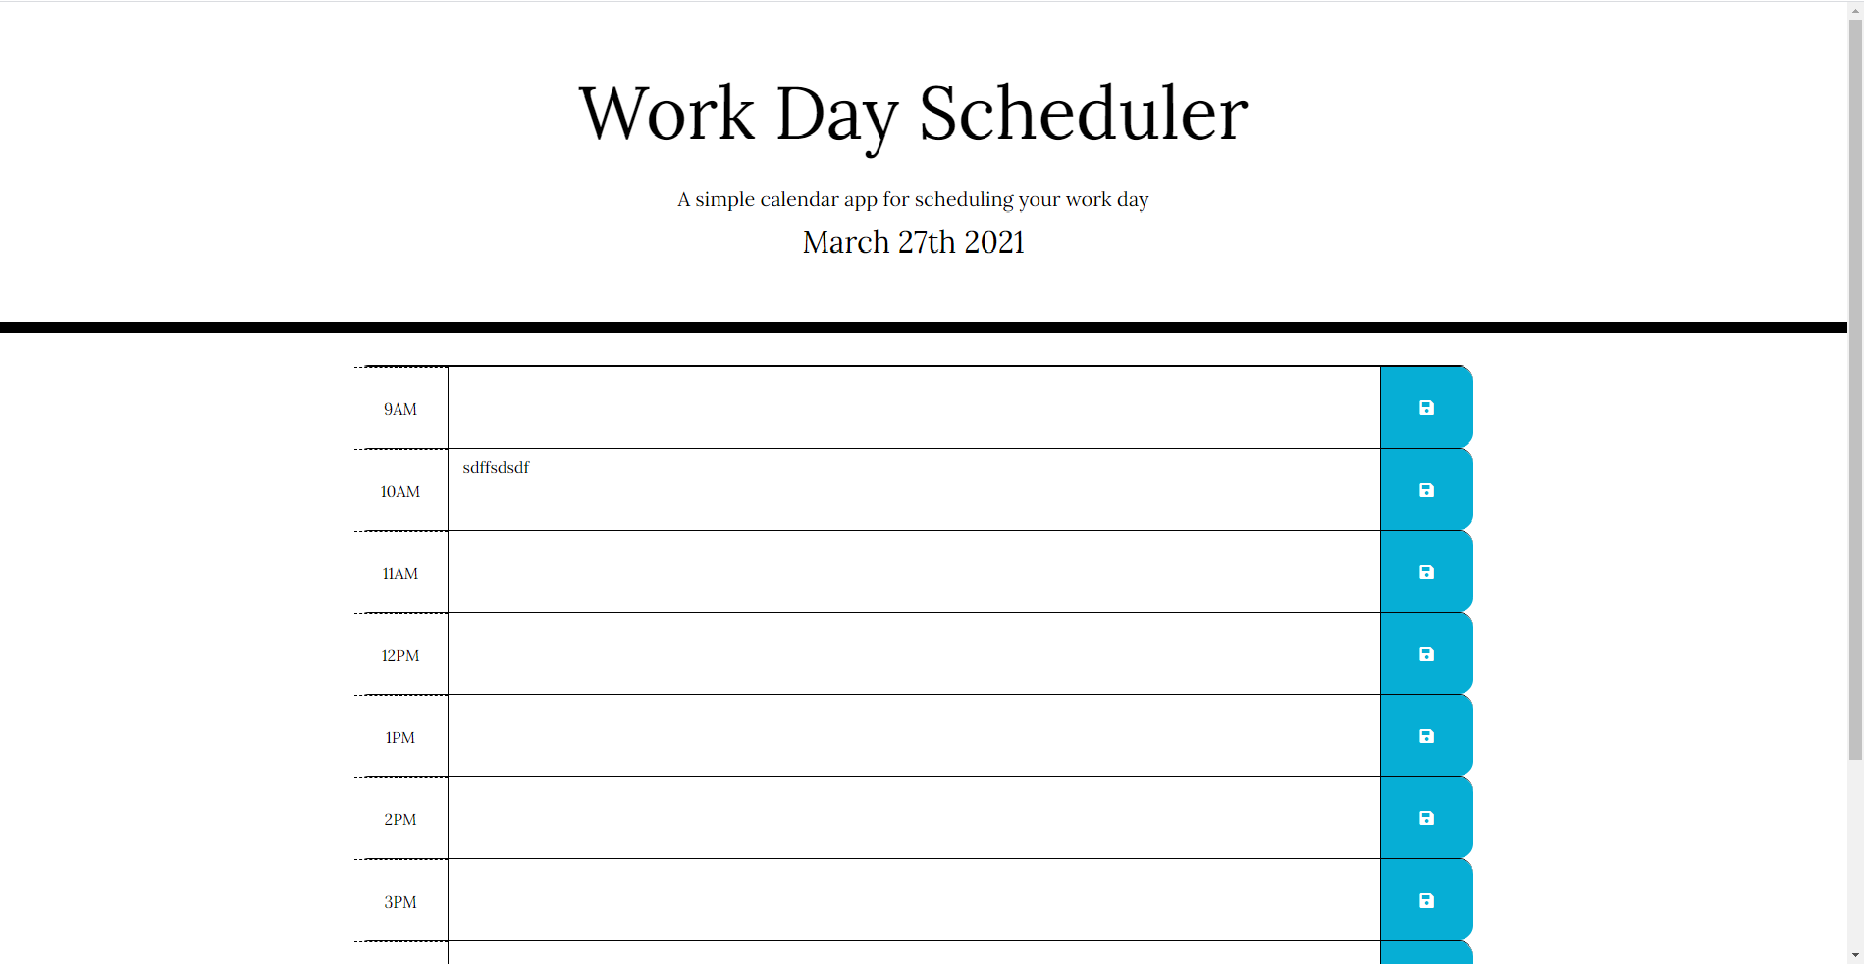 Work Day Scheduler
A simple calendar app for scheduling your work day
March 27th 2021
9AM
sdffsdsdf
10AM
11AM
12PM
1PM
2PM
3PM